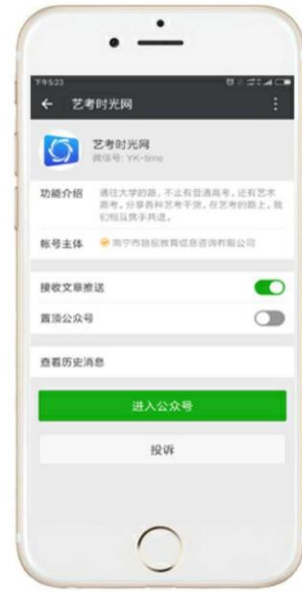 艺考时光网
艺考时光网
微信号: YK-time
功能介绍
通往大学的路,不止有普通高考,还有艺术
高考。分享各种艺考干货,在艺考的路上,我
们相以携手共进。
帐号主体
南宁市路视教育信息咨询有限公司
接收文章推送
置顶公众号
查看历史消息
进入公众号
投诉